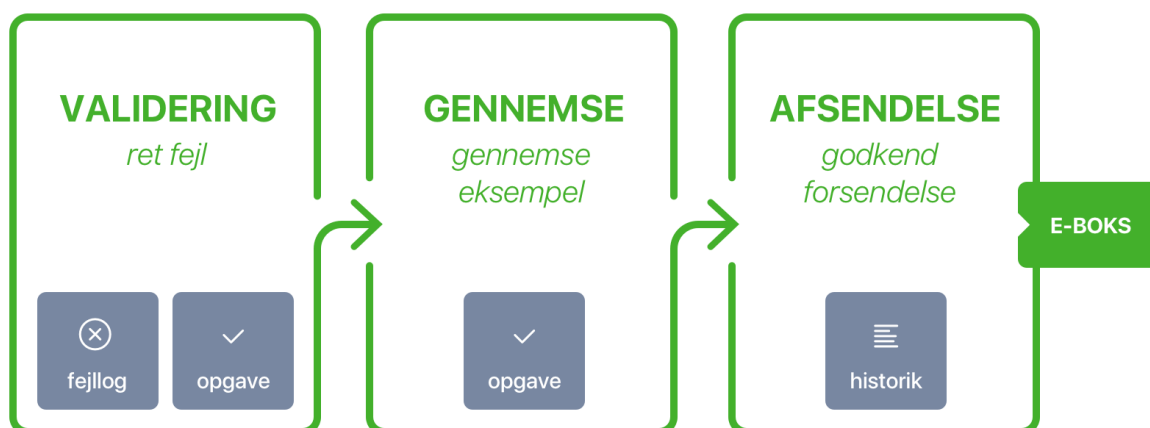 VALIDERING
ret fejl
fejllog
opgave
GENNEMSE
gennemse
eksempel
opgave
AFSENDELSE
godkend
forsendelse
historik
E-BOKS